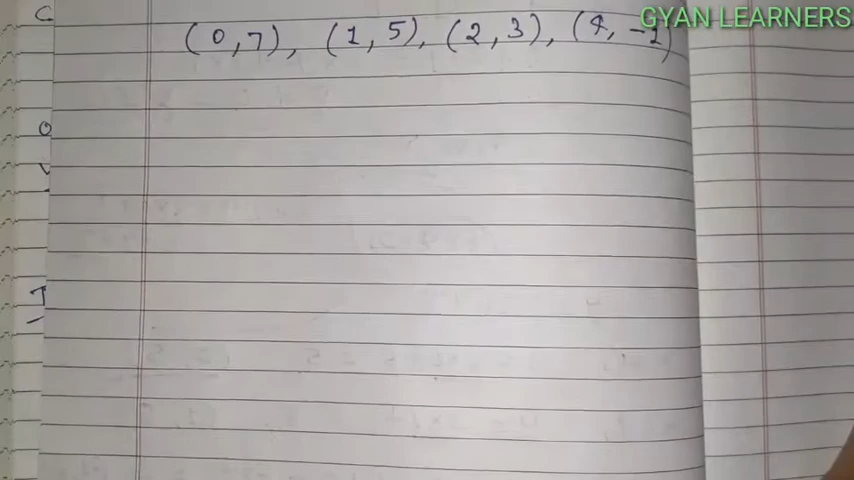 GYAN LEARNERS
(0,7), (1,5), (2,3), (4,-1)